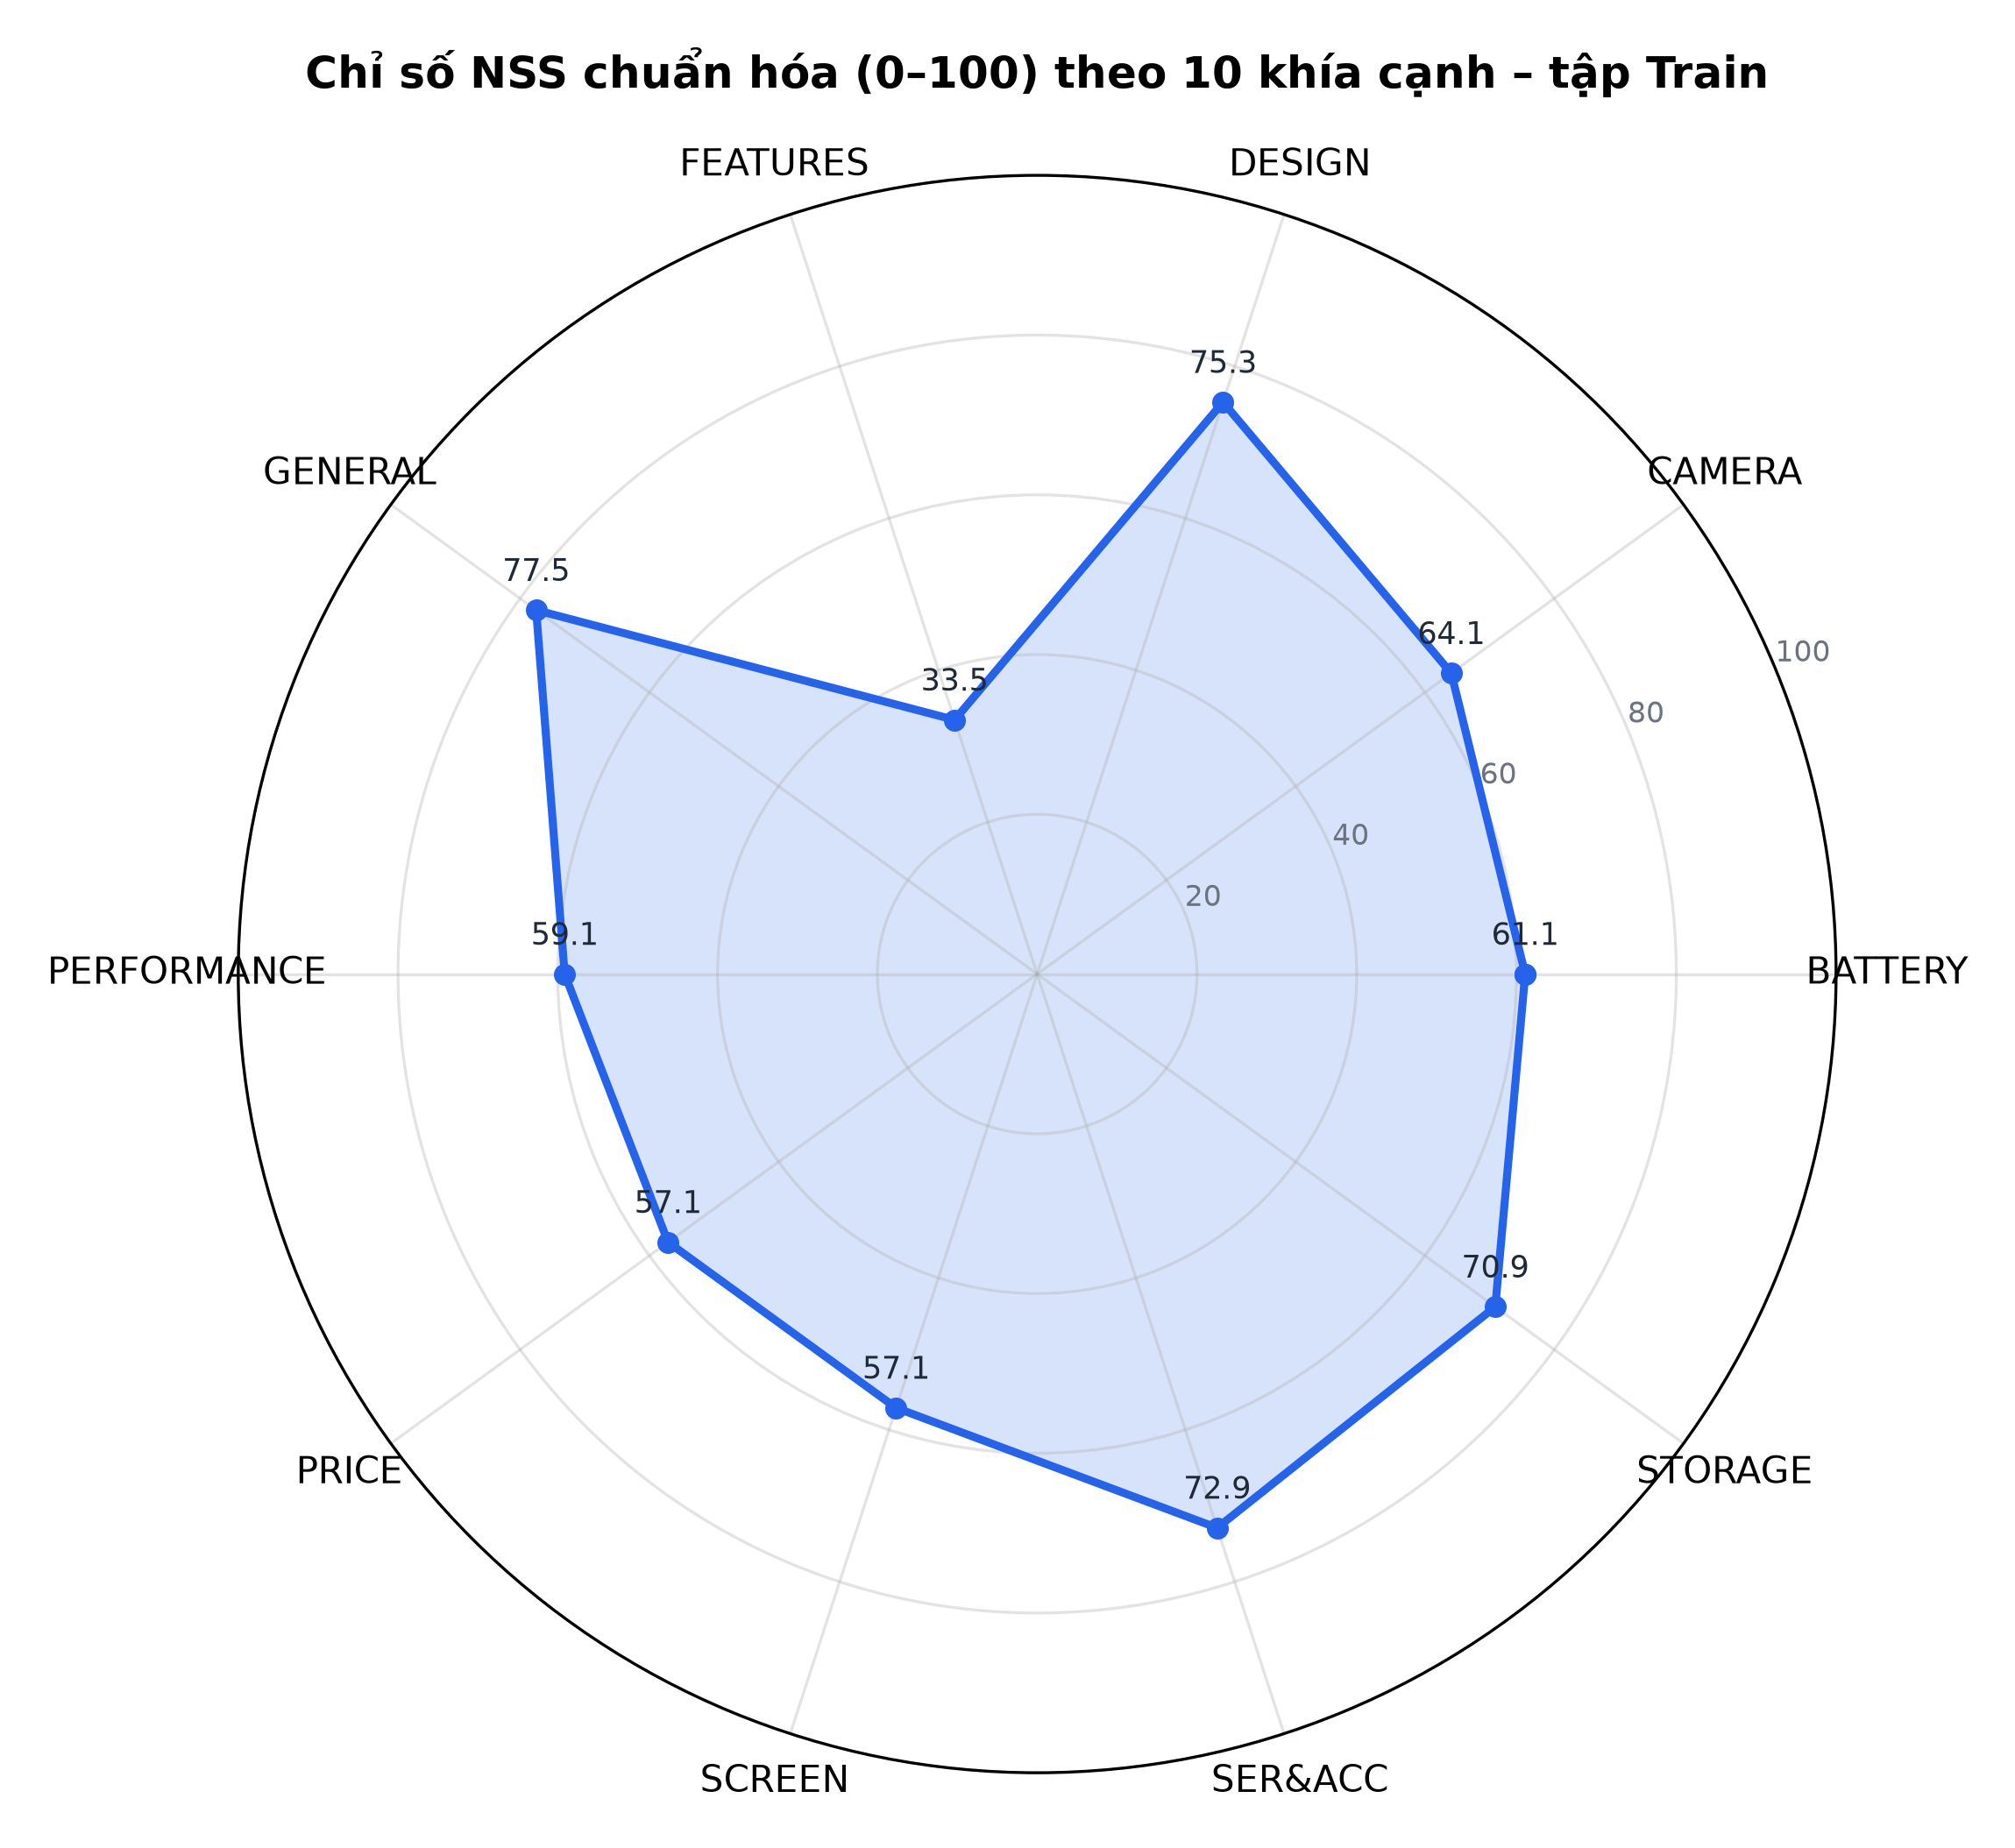 Chỉ số NSS chuẩn hóa (0–100) theo 10 khía cạnh – tập Train
FEATURES
DESIGN
75.3
GENERAL
CAMERA
77.5
64.1
100
33.5
80
60
40
20
59.1
61.1
PERFORMANCE
BATTERY
57.1
70.9
57.1
PRICE
STORAGE
72.9
SCREEN
SER&ACC